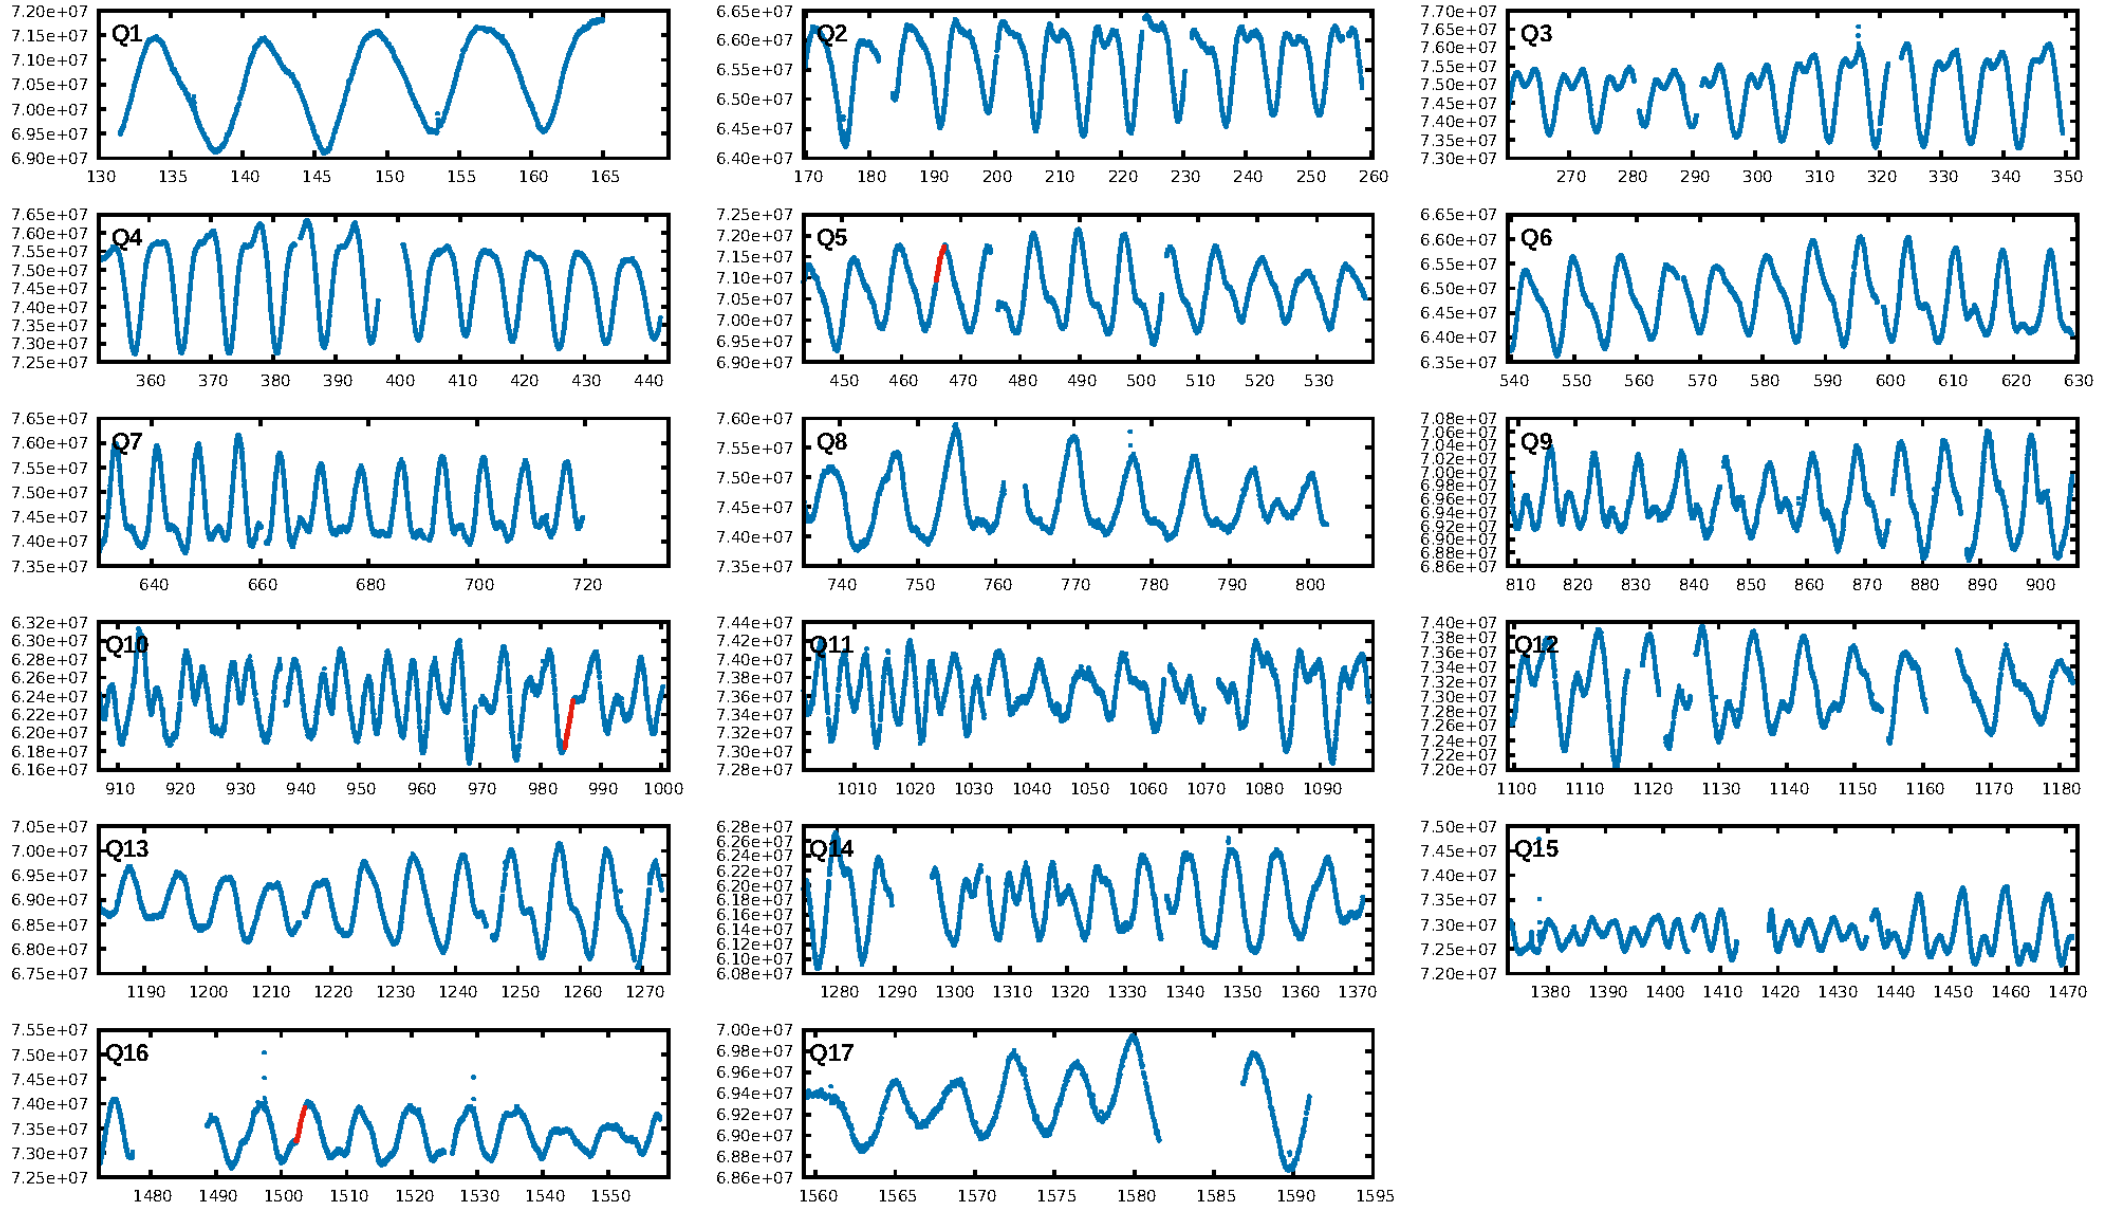 Q1
7.20e+07
7.15e+07
7.10e+07
7.05e+07
7.00e+07
6.95e+07
6.90e+07
130 135 140 145 150 155 160 165
Q2
6.65e+07
6.60e+07
6.55e+07
6.50e+07
6.45e+07
6.40e+07
170 180 190 200 210 220 230 240 250 260
Q3
7.70e+07
7.65e+07
7.60e+07
7.55e+07
7.50e+07
7.45e+07
7.40e+07
7.35e+07
7.30e+07
270 280 290 300 310 320 330 340 350
Q4
7.65e+07
7.60e+07
7.55e+07
7.50e+07
7.45e+07
7.40e+07
7.35e+07
7.30e+07
7.25e+07
360 370 380 390 400 410 420 430 440
Q5
7.25e+07
7.20e+07
7.15e+07
7.10e+07
7.05e+07
7.00e+07
6.95e+07
6.90e+07
450 460 470 480 490 500 510 520 530
Q6
6.65e+07
6.60e+07
6.55e+07
6.50e+07
6.45e+07
6.40e+07
6.35e+07
540 550 560 570 580 590 600 610 620 630
Q7
7.65e+07
7.60e+07
7.55e+07
7.50e+07
7.45e+07
7.40e+07
7.35e+07
640 660 680 700 720
Q8
7.60e+07
7.55e+07
7.50e+07
7.45e+07
7.40e+07
7.35e+07
740 750 760 770 780 790 800
Q9
7.08e+07
7.06e+07
7.04e+07
7.02e+07
7.00e+07
6.98e+07
6.96e+07
6.94e+07
6.92e+07
6.90e+07
6.88e+07
6.86e+07
810 820 830 840 850 860 870 880 890 900
Q10
6.32e+07
6.30e+07
6.28e+07
6.26e+07
6.24e+07
6.22e+07
6.20e+07
6.18e+07
6.16e+07
910 920 930 940 950 960 970 980 990 1000
Q11
7.44e+07
7.42e+07
7.40e+07
7.38e+07
7.36e+07
7.34e+07
7.32e+07
7.30e+07
7.28e+07
1010 1020 1030 1040 1050 1060 1070 1080 1090
Q12
7.40e+07
7.38e+07
7.36e+07
7.34e+07
7.32e+07
7.30e+07
7.28e+07
7.26e+07
7.24e+07
7.22e+07
7.20e+07
1100 1110 1120 1130 1140 1150 1160 1170 1180
Q13
7.05e+07
7.00e+07
6.95e+07
6.90e+07
6.85e+07
6.80e+07
6.75e+07
1190 1200 1210 1220 1230 1240 1250 1260 1270
Q14
6.28e+07
6.26e+07
6.24e+07
6.22e+07
6.20e+07
6.18e+07
6.16e+07
6.14e+07
6.12e+07
6.10e+07
6.08e+07
1280 1290 1300 1310 1320 1330 1340 1350 1360 1370
Q15
7.50e+07
7.45e+07
7.40e+07
7.35e+07
7.30e+07
7.25e+07
7.20e+07
1380 1390 1400 1410 1420 1430 1440 1450 1460 1470
Q16
7.55e+07
7.50e+07
7.45e+07
7.40e+07
7.35e+07
7.30e+07
7.25e+07
1480 1490 1500 1510 1520 1530 1540 1550
Q17
7.00e+07
6.98e+07
6.96e+07
6.94e+07
6.92e+07
6.90e+07
6.88e+07
6.86e+07
1560 1565 1570 1575 1580 1585 1590 1595